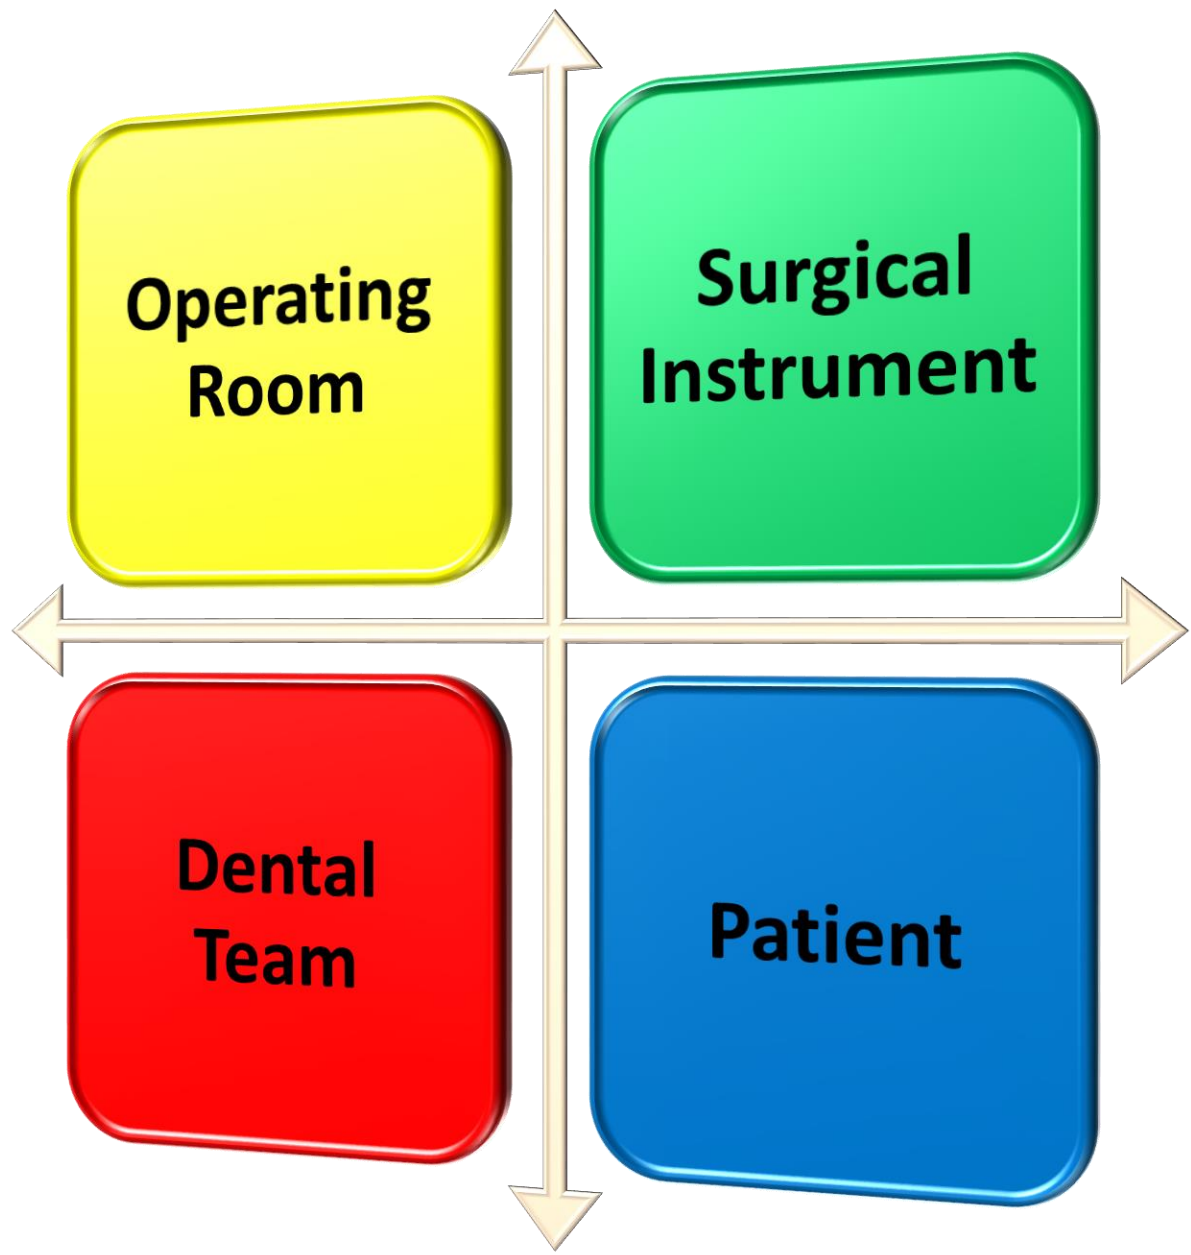 Operating
Room
Surgical
Instrument
Dental
Team
Patient